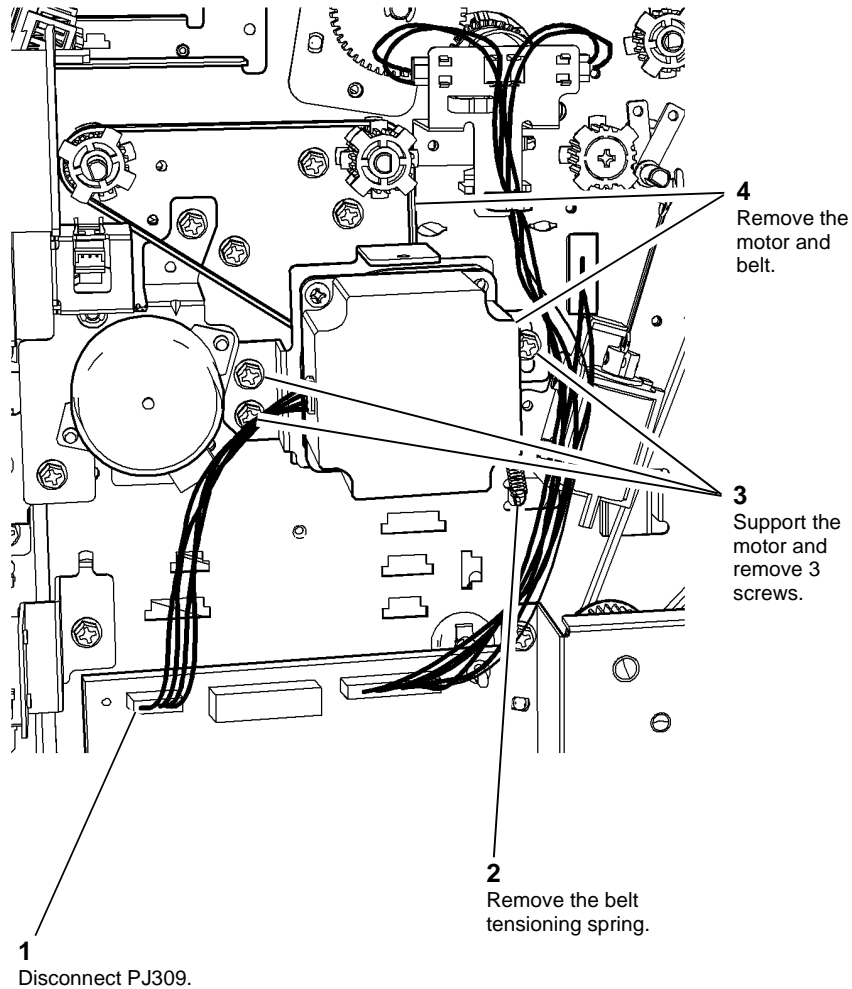 4
Remove the
motor and
belt.
3
Support the
motor and
remove 3
screws.
2
Remove the belt
tensioning spring.
1
Disconnect PJ309.